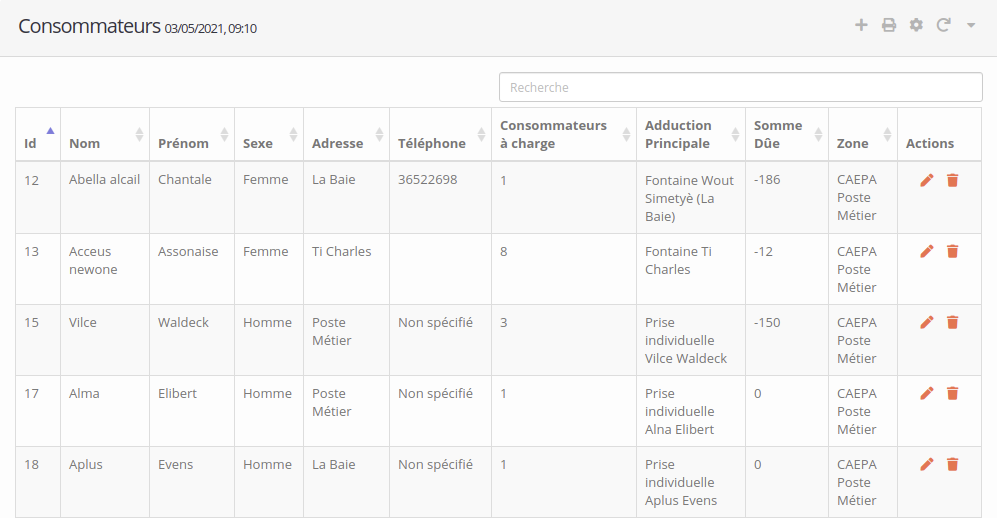 Consommateurs 03/05/2021, 09:10
Recherche
Id Nom Prénom Sexe Adresse Téléphone Consommateurs à charge Adduction Principale Somme Dûe Zone Actions
12 Abella alcail Chantale Femme La Baie 36522698 1 Fontaine Wout Simetyè (La Baie) -186 CAEPA Poste Métier
13 Acceus newone Assonaise Femme Ti Charles 8 Fontaine Ti Charles -12 CAEPA Poste Métier
15 Vilce Waldeck Homme Poste Métier Non spécifié 3 Prise individuelle Vilce Waldeck -150 CAEPA Poste Métier
17 Alma Elibert Homme Poste Métier Non spécifié 1 Prise individuelle Alna Elibert 0 CAEPA Poste Métier
18 Aplus Evens Homme La Baie Non spécifié 1 Prise individuelle Aplus Evens 0 CAEPA Poste Métier